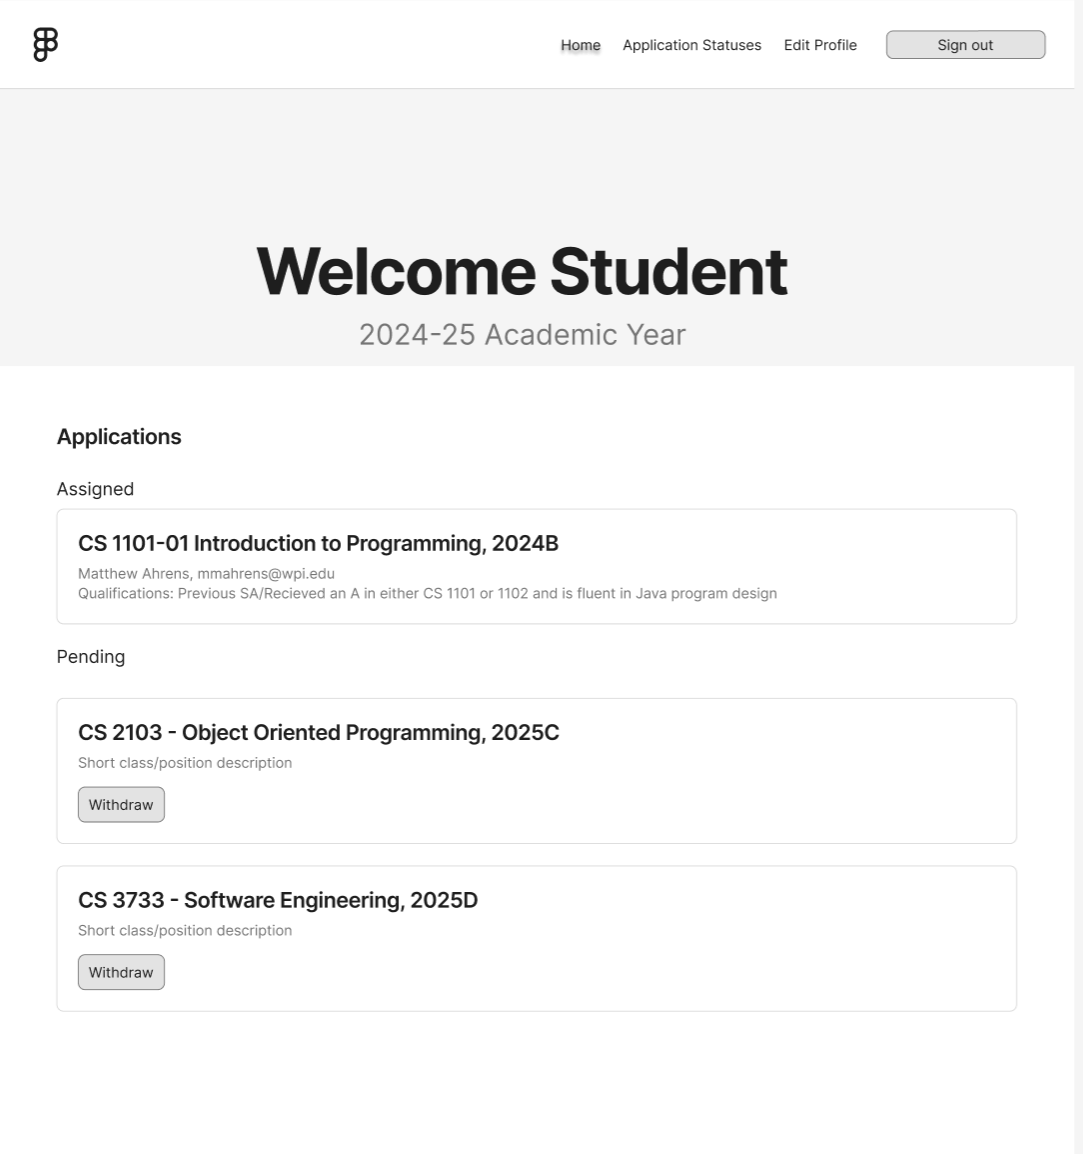 Home Application Statuses Edit Profile Sign out
Welcome Student
2024-25 Academic Year
Applications
Assigned
CS 1101-01 Introduction to Programming, 2024B
Matthew Ahrens, mmahrens@wpi.edu
Qualifications: Previous SA/Recieved an A in either CS 1101 or 1102 and is fluent in Java program design
Pending
CS 2103 - Object Oriented Programming, 2025C
Short class/position description
Withdraw
CS 3733 - Software Engineering, 2025D
Short class/position description
Withdraw